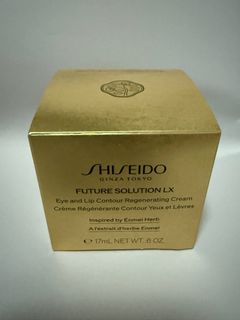 SHISEIDO
GINZA TOKYO
FUTURE SOLUTION LX
Eye and Lip Contour Regenerating Cream
Crème Régénérante Contour Yeux et Lèvres
Inspired by Enmei Herb
A l'extrait d'herbe Enmei
℮ 17mL NET WT. .6 OZ.